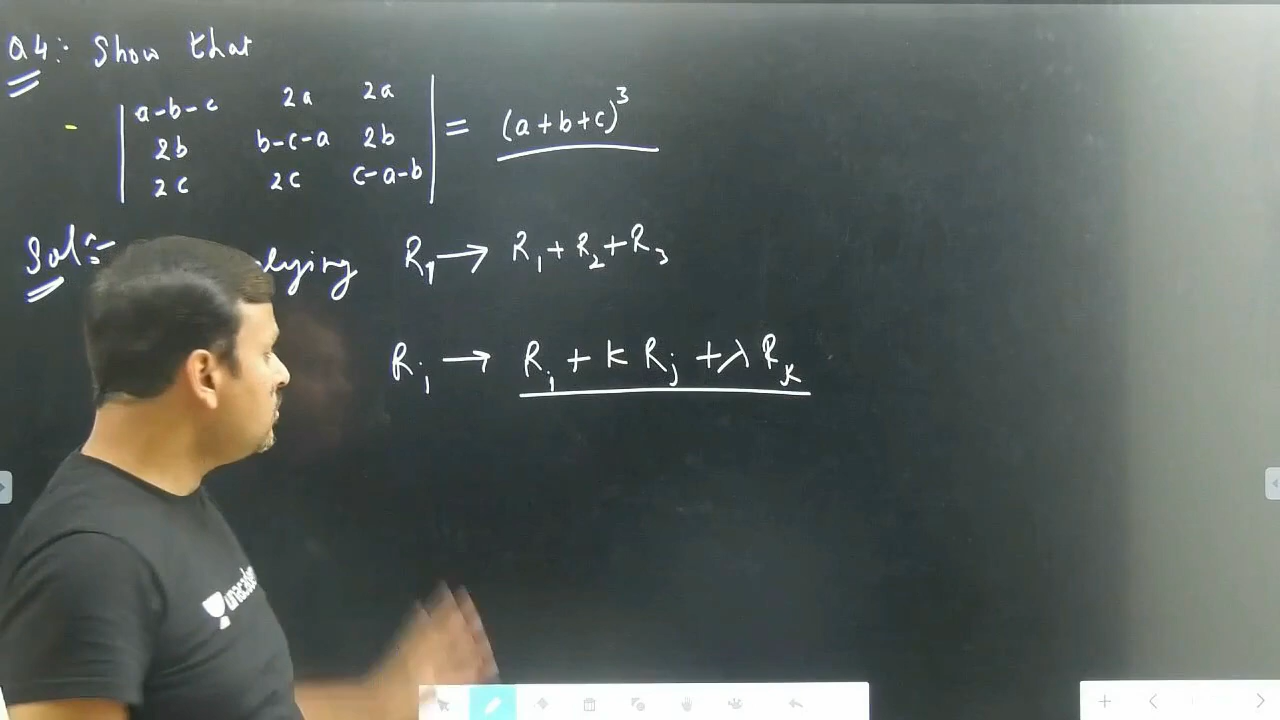 Q4:- Show that
| a-b-c 2a 2a |
| 2b b-c-a 2b | = (a+b+c)³
| 2c 2c c-a-b |
Sol:- R₁ → R₁ + R₂ + R₃
Rᵢ → Rᵢ + k Rⱼ + λ Rₖ